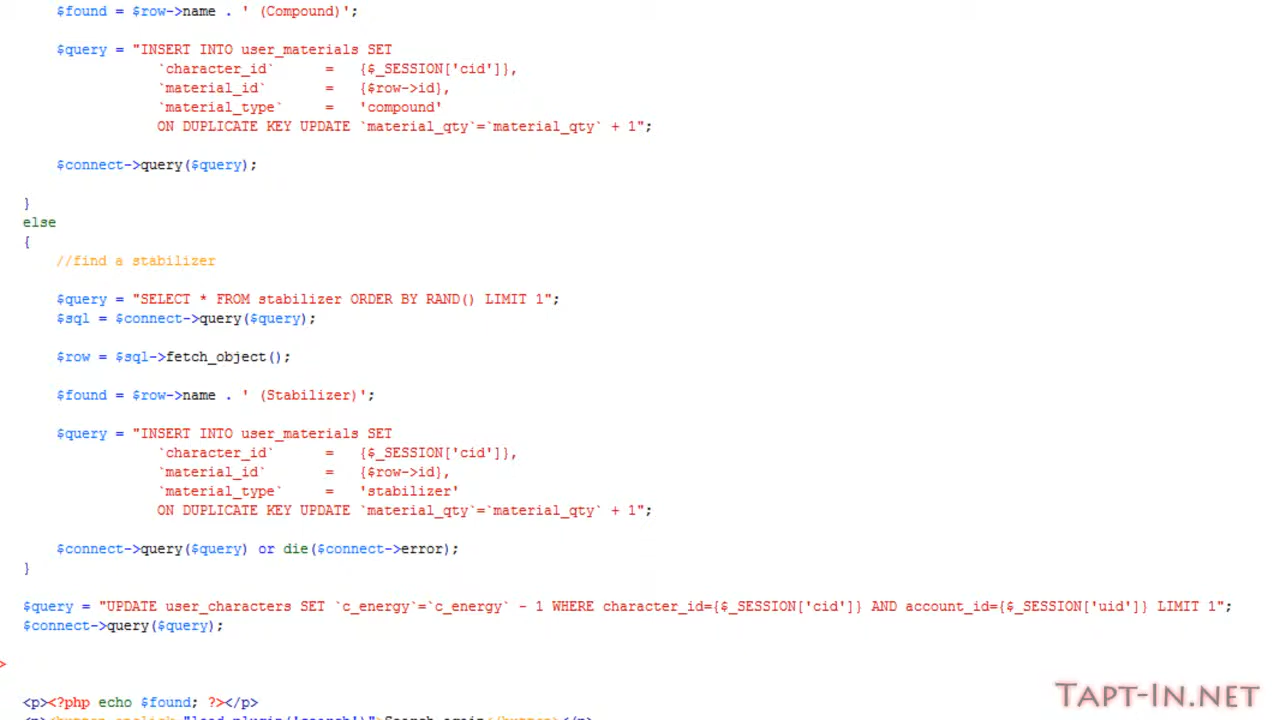 $found = $row->name . ' (Compound)';
$query = "INSERT INTO user_materials SET
`character_id` = {$_SESSION['cid']},
`material_id` = {$row->id},
`material_type` = 'compound'
ON DUPLICATE KEY UPDATE `material_qty`=`material_qty` + 1";
$connect->query($query);
}
else
{
//find a stabilizer
$query = "SELECT * FROM stabilizer ORDER BY RAND() LIMIT 1";
$sql = $connect->query($query);
$row = $sql->fetch_object();
$found = $row->name . ' (Stabilizer)';
$query = "INSERT INTO user_materials SET
`character_id` = {$_SESSION['cid']},
`material_id` = {$row->id},
`material_type` = 'stabilizer'
ON DUPLICATE KEY UPDATE `material_qty`=`material_qty` + 1";
$connect->query($query) or die($connect->error);
}
$query = "UPDATE user_characters SET `c_energy`=`c_energy` - 1 WHERE character_id={$_SESSION['cid']} AND account_id={$_SESSION['uid']} LIMIT 1";
$connect->query($query);
>
<p><?php echo $found; ?></p>
TAPT-IN.NET